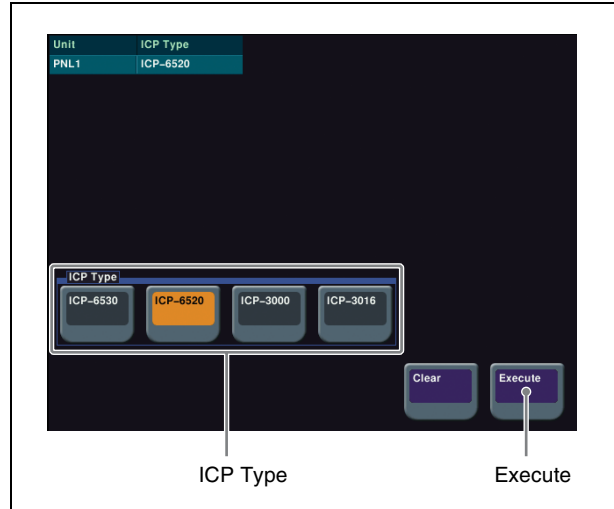 Unit ICP Type
PNL1 ICP–6520
ICP Type
ICP–6530 ICP–6520 ICP–3000 ICP–3016
Clear Execute
ICP Type Execute